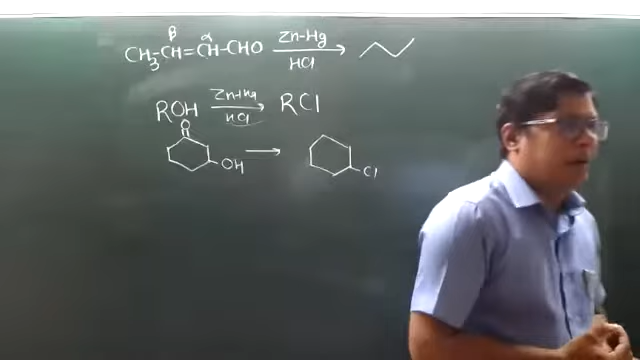 β α
CH₃-CH=CH-CHO Zn-Hg HCl
ROH Zn-Hg HCl RCl
O
OH Cl